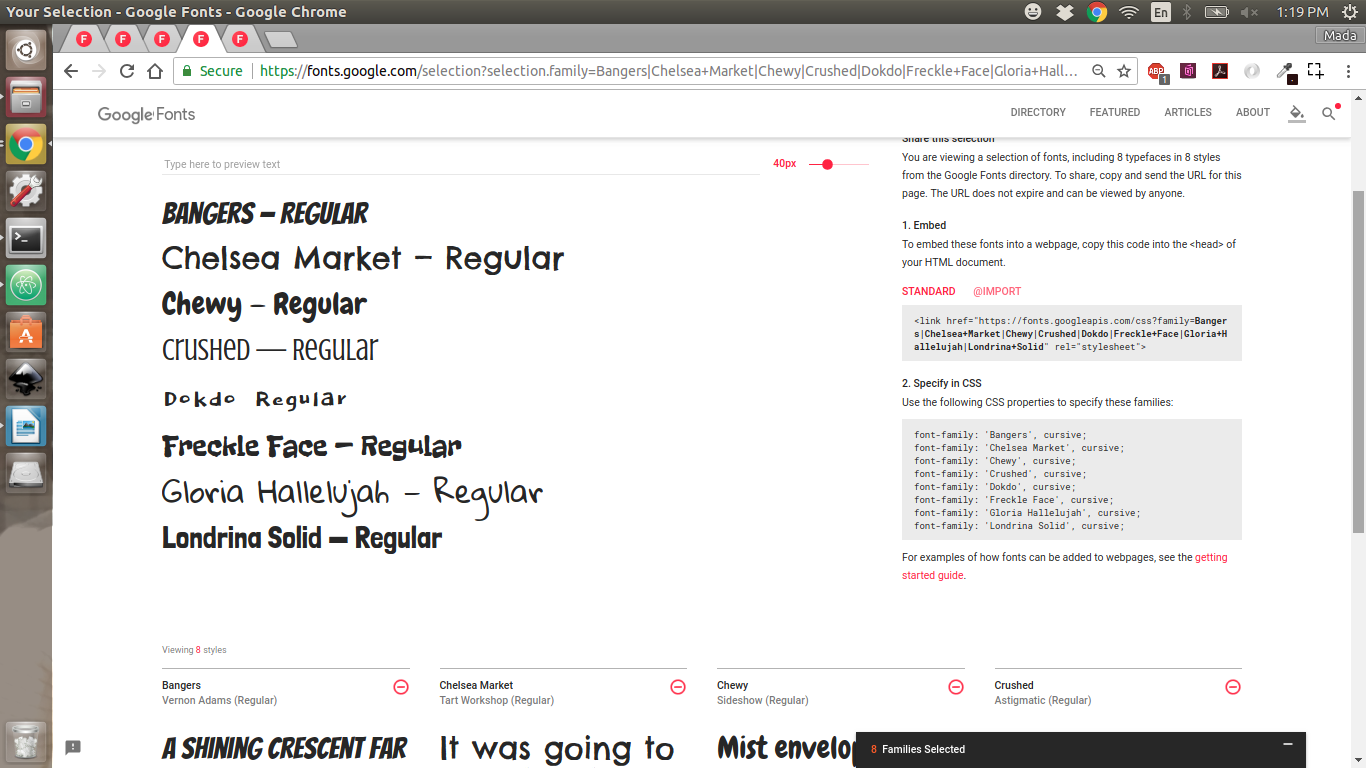 Your Selection - Google Fonts - Google Chrome
En
1:19 PM
F F F F F
Mada
Secure
https://fonts.google.com/selection?selection.family=Bangers|Chelsea+Market|Chewy|Crushed|Dokdo|Freckle+Face|Gloria+Hall…
ABP
1
Google Fonts
DIRECTORY
FEATURED
ARTICLES
ABOUT
Type here to preview text
40px
BANGERS — REGULAR
Chelsea Market — Regular
Chewy — Regular
Crushed — Regular
Dokdo Regular
Freckle Face — Regular
Gloria Hallelujah — Regular
Londrina Solid — Regular
Share this selection
You are viewing a selection of fonts, including 8 typefaces in 8 styles
from the Google Fonts directory. To share, copy and send the URL for this
page. The URL does not expire and can be viewed by anyone.
1. Embed
To embed these fonts into a webpage, copy this code into the <head> of
your HTML document.
STANDARD
@IMPORT
<link href="https://fonts.googleapis.com/css?family=Banger
s|Chelsea+Market|Chewy|Crushed|Dokdo|Freckle+Face|Gloria+H
allelujah|Londrina+Solid" rel="stylesheet">
2. Specify in CSS
Use the following CSS properties to specify these families:
font-family: 'Bangers', cursive;
font-family: 'Chelsea Market', cursive;
font-family: 'Chewy', cursive;
font-family: 'Crushed', cursive;
font-family: 'Dokdo', cursive;
font-family: 'Freckle Face', cursive;
font-family: 'Gloria Hallelujah', cursive;
font-family: 'Londrina Solid', cursive;
For examples of how fonts can be added to webpages, see the getting
started guide.
Viewing 8 styles
Bangers
Vernon Adams (Regular)
A SHINING CRESCENT FAR
Chelsea Market
Tart Workshop (Regular)
It was going to
Chewy
Sideshow (Regular)
Mist envelop
Crushed
Astigmatic (Regular)
8 Families Selected